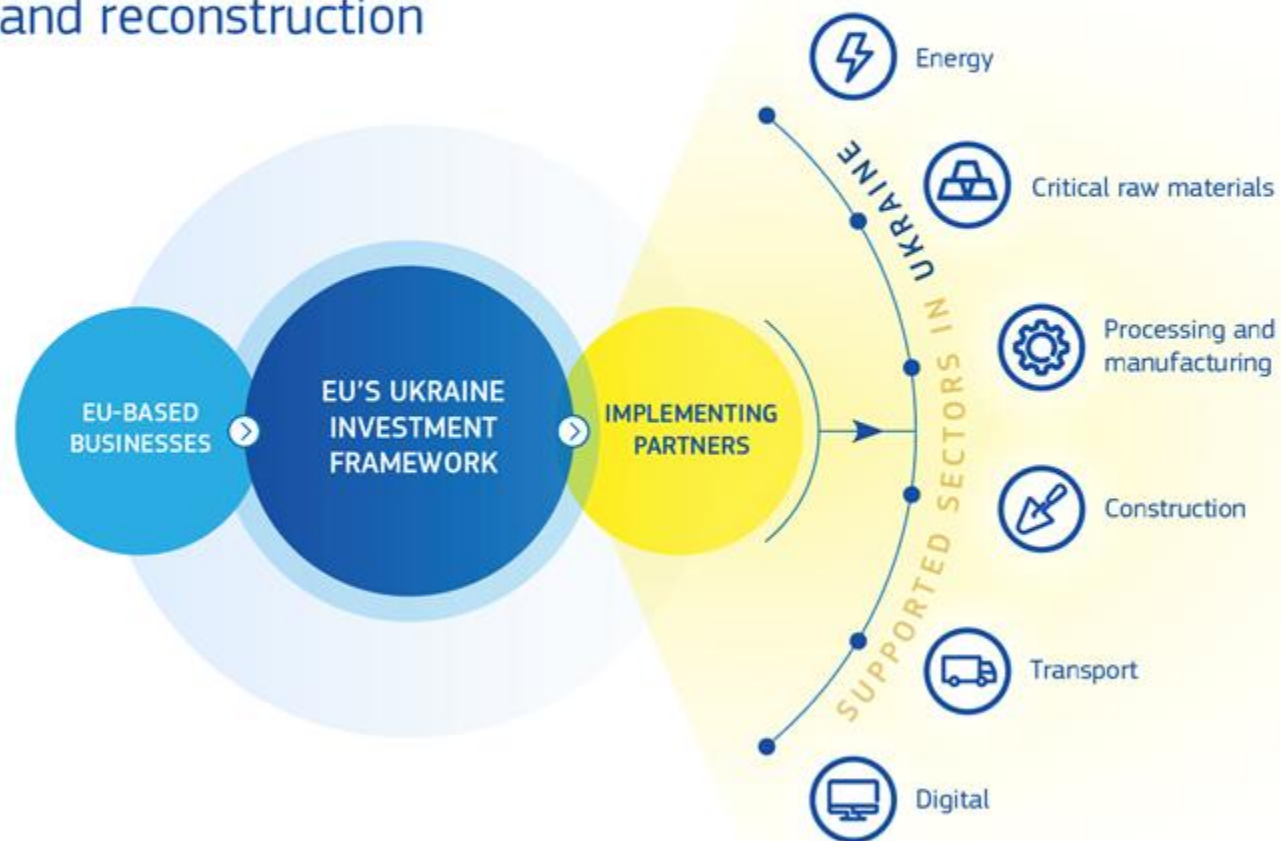 and reconstruction
EU-BASED
BUSINESSES
EU'S UKRAINE
INVESTMENT
FRAMEWORK
IMPLEMENTING
PARTNERS
SUPPORTED SECTORS IN UKRAINE
Energy
Critical raw materials
Processing and
manufacturing
Construction
Transport
Digital